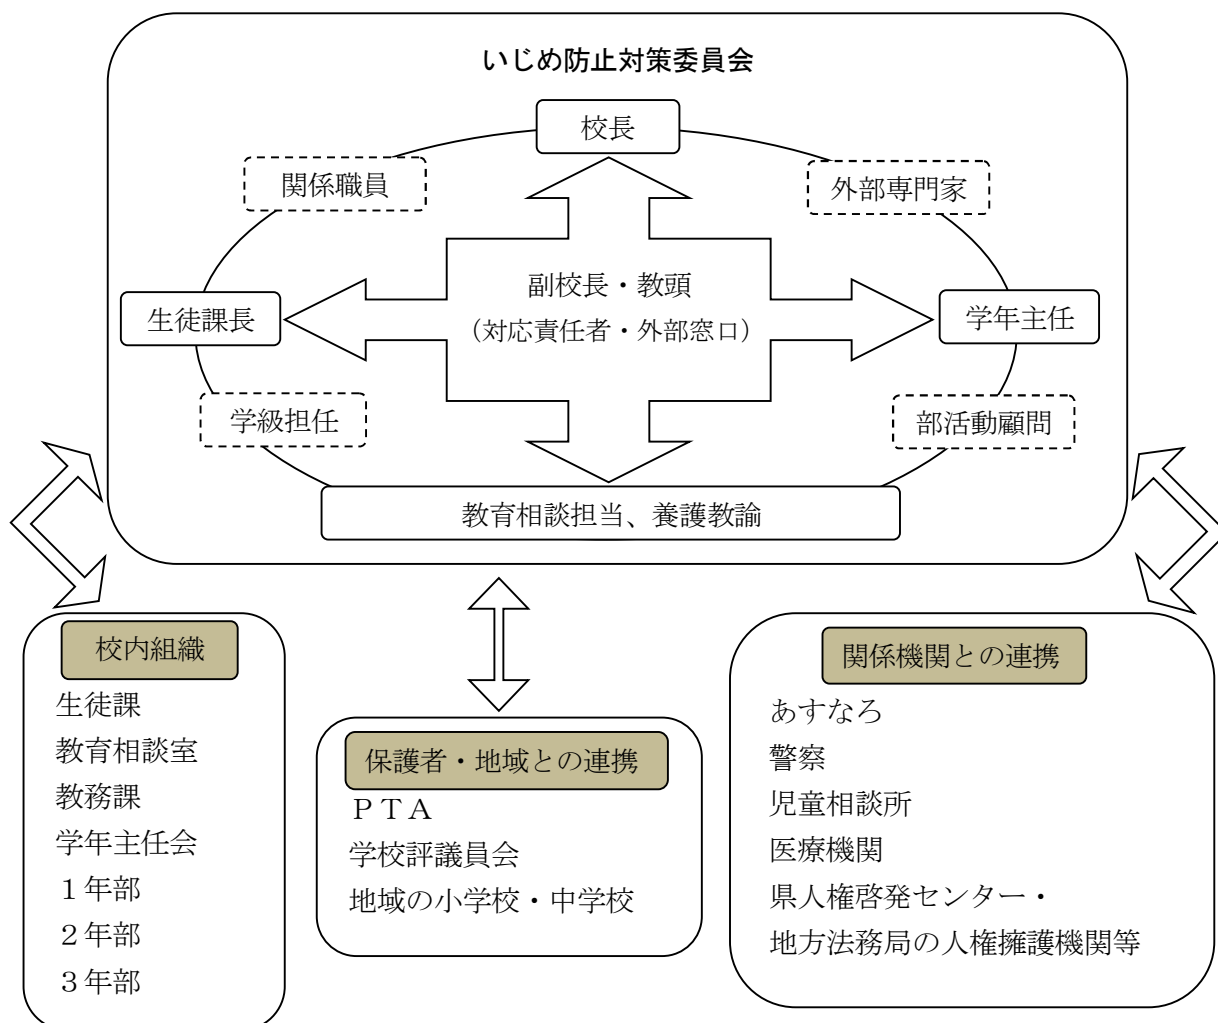 いじめ防止対策委員会
校長
関係職員
外部専門家
副校長・教頭
（対応責任者・外部窓口）
生徒課長
学年主任
学級担任
部活動顧問
教育相談担当、養護教諭
校内組織
生徒課
教育相談室
教務課
学年主任会
１年部
２年部
３年部
保護者・地域との連携
ＰＴＡ
学校評議員会
地域の小学校・中学校
関係機関との連携
あすなろ
警察
児童相談所
医療機関
県人権啓発センター・
地方法務局の人権擁護機関等